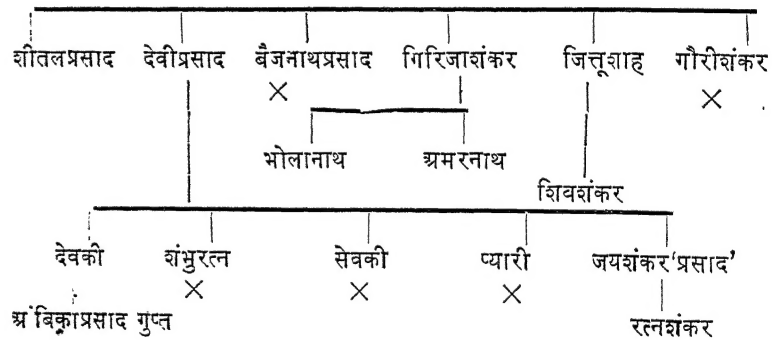 शीतलप्रसाद देवीप्रसाद बैजनाथप्रसाद गिरिजाशंकर जित्तूशाह गौरीशंकर
× ×
भोलानाथ अमरनाथ
शिवशंकर
देवकी शंभुरत्न सेवकी प्यारी जयशंकर‘प्रसाद’
× × ×
अंबिकाप्रसाद गुप्त रत्नशंकर